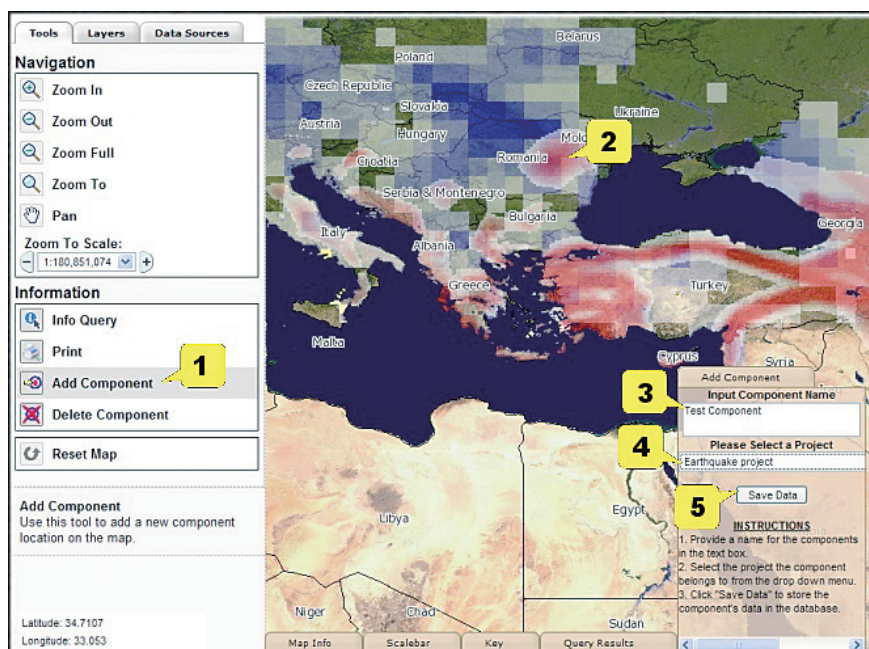 Tools Layers Data Sources
Navigation
Zoom In
Zoom Out
Zoom Full
Zoom To
Pan
Zoom To Scale:
1:180,851,074
Information
Info Query
Print
Add Component
Delete Component
Reset Map
Add Component
Use this tool to add a new component
location on the map.
Latitude: 34.7107
Longitude: 33.053
Belarus
Poland
Czech Republic
Slovakia
Ukraine
Austria
Hungary
Mold
Romania
Croatia
Serbia & Montenegro
Bulgaria
Georgia
Italy
Albania
Greece
Turkey
Malta
Cyprus
Syria
Libya
Egypt
Niger
Chad
Sudan
1
2
3
4
5
Add Component
Input Component Name
Test Component
Please Select a Project
Earthquake project
Save Data
INSTRUCTIONS
1. Provide a name for the components
in the text box.
2. Select the project the component
belongs to from the drop down menu.
3. Click "Save Data" to store the
component's data in the database.
Map Info Scalebar Key Query Results